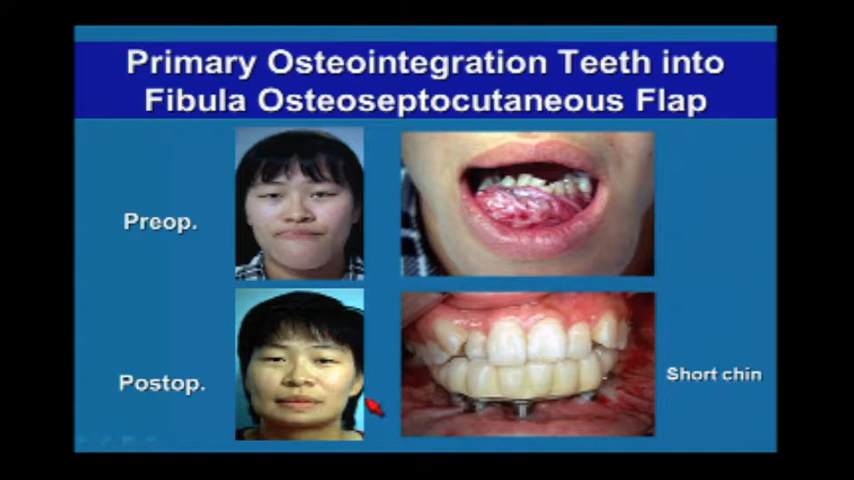 Primary Osteointegration Teeth into
Fibula Osteoseptocutaneous Flap
Preop.
Postop.
Short chin